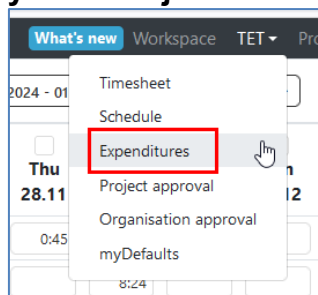 What's new Workspace TET
2024 - 01
Timesheet
Schedule
Expenditures
Project approval
Organisation approval
myDefaults
Thu
28.11
12
0:45
8:24